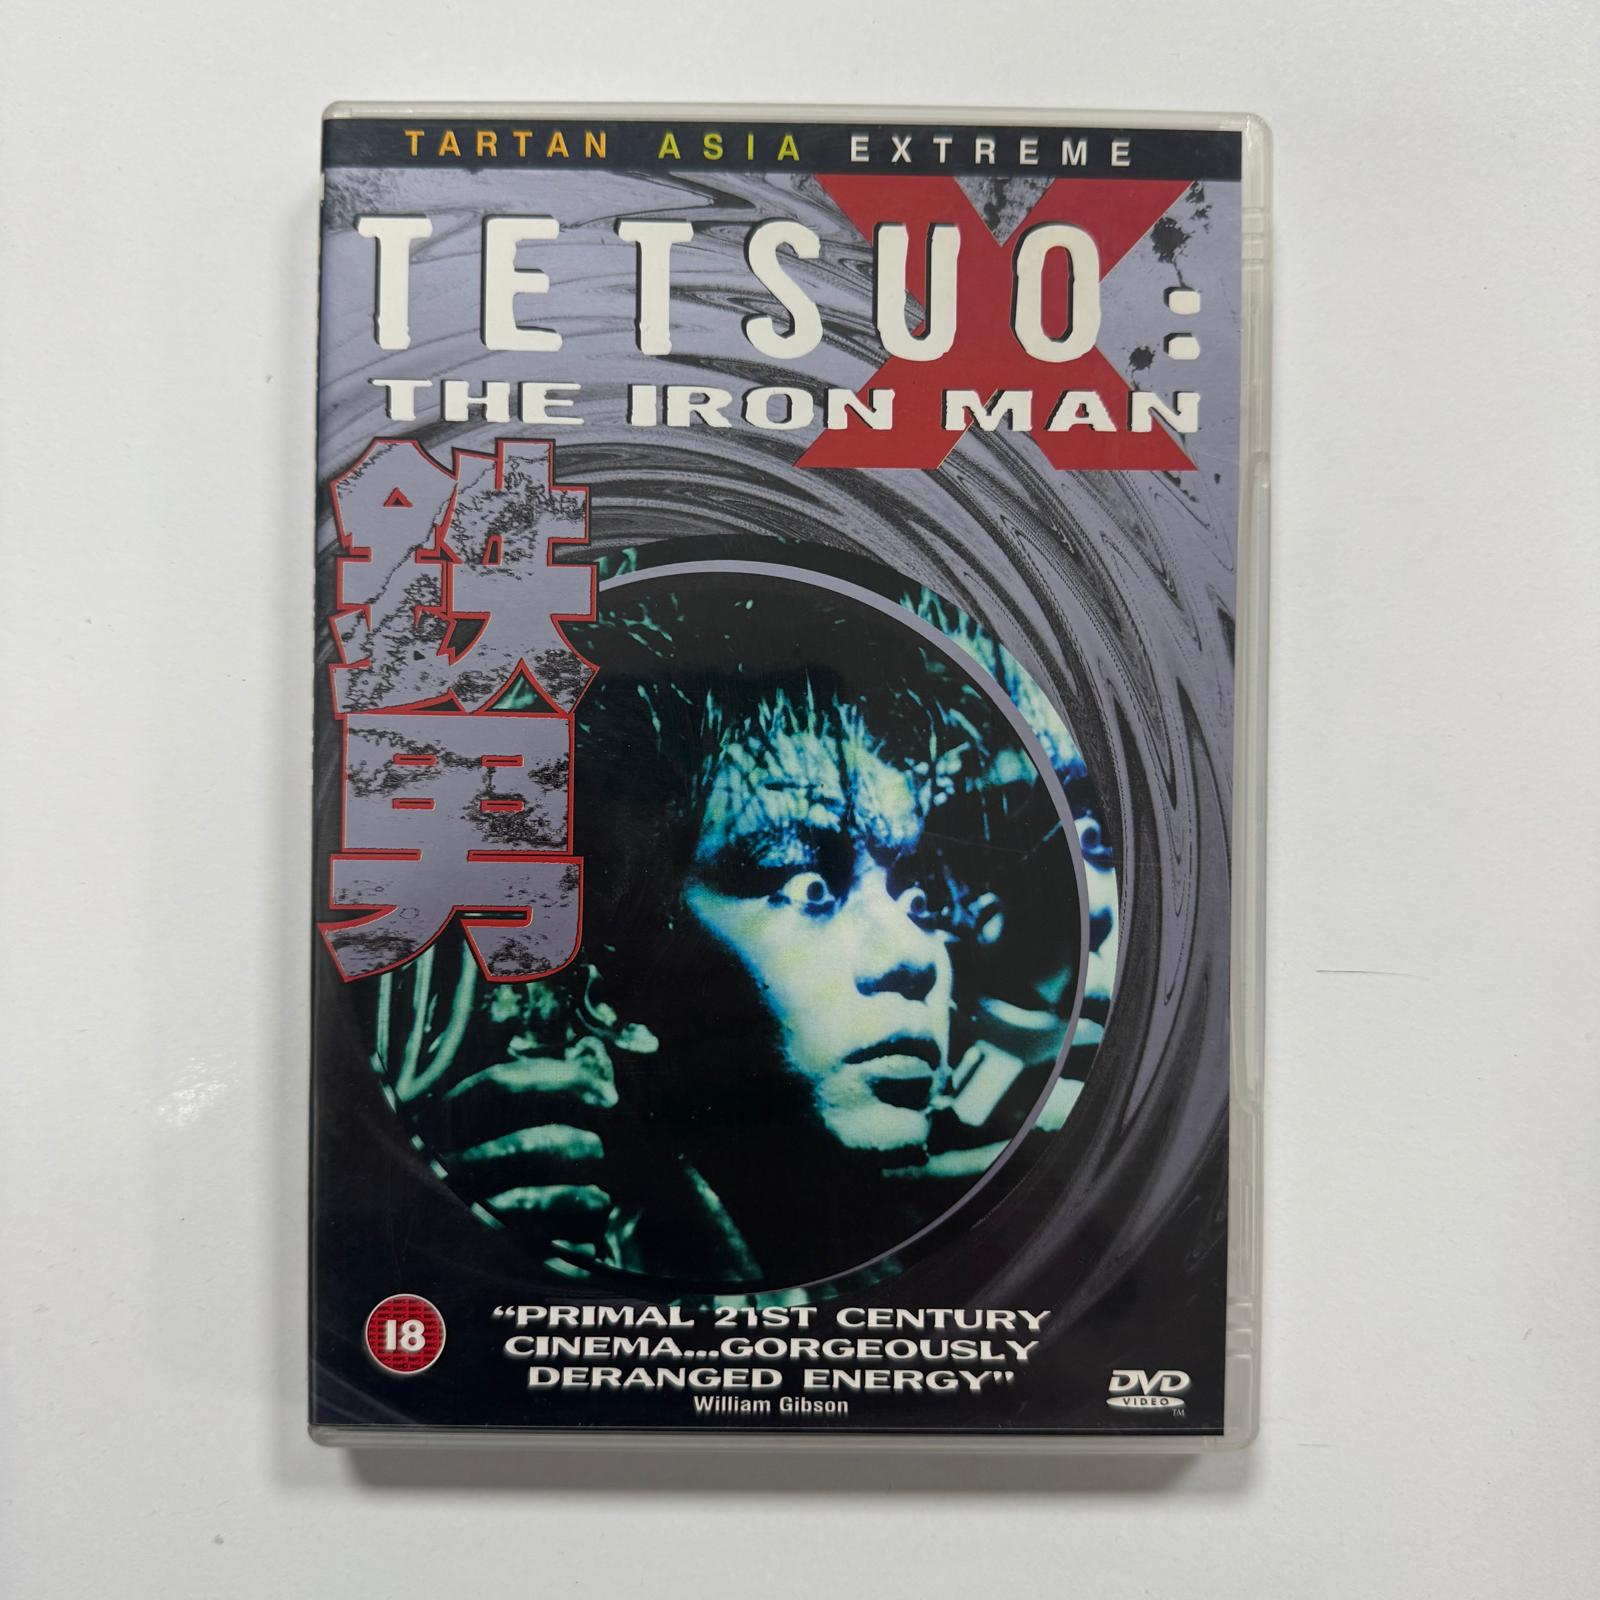 TARTAN ASIA EXTREME
X
TETSUO:
THE IRON MAN
鉄男
18
“PRIMAL 21ST CENTURY
CINEMA...GORGEOUSLY
DERANGED ENERGY”
William Gibson
DVD
VIDEO
TM